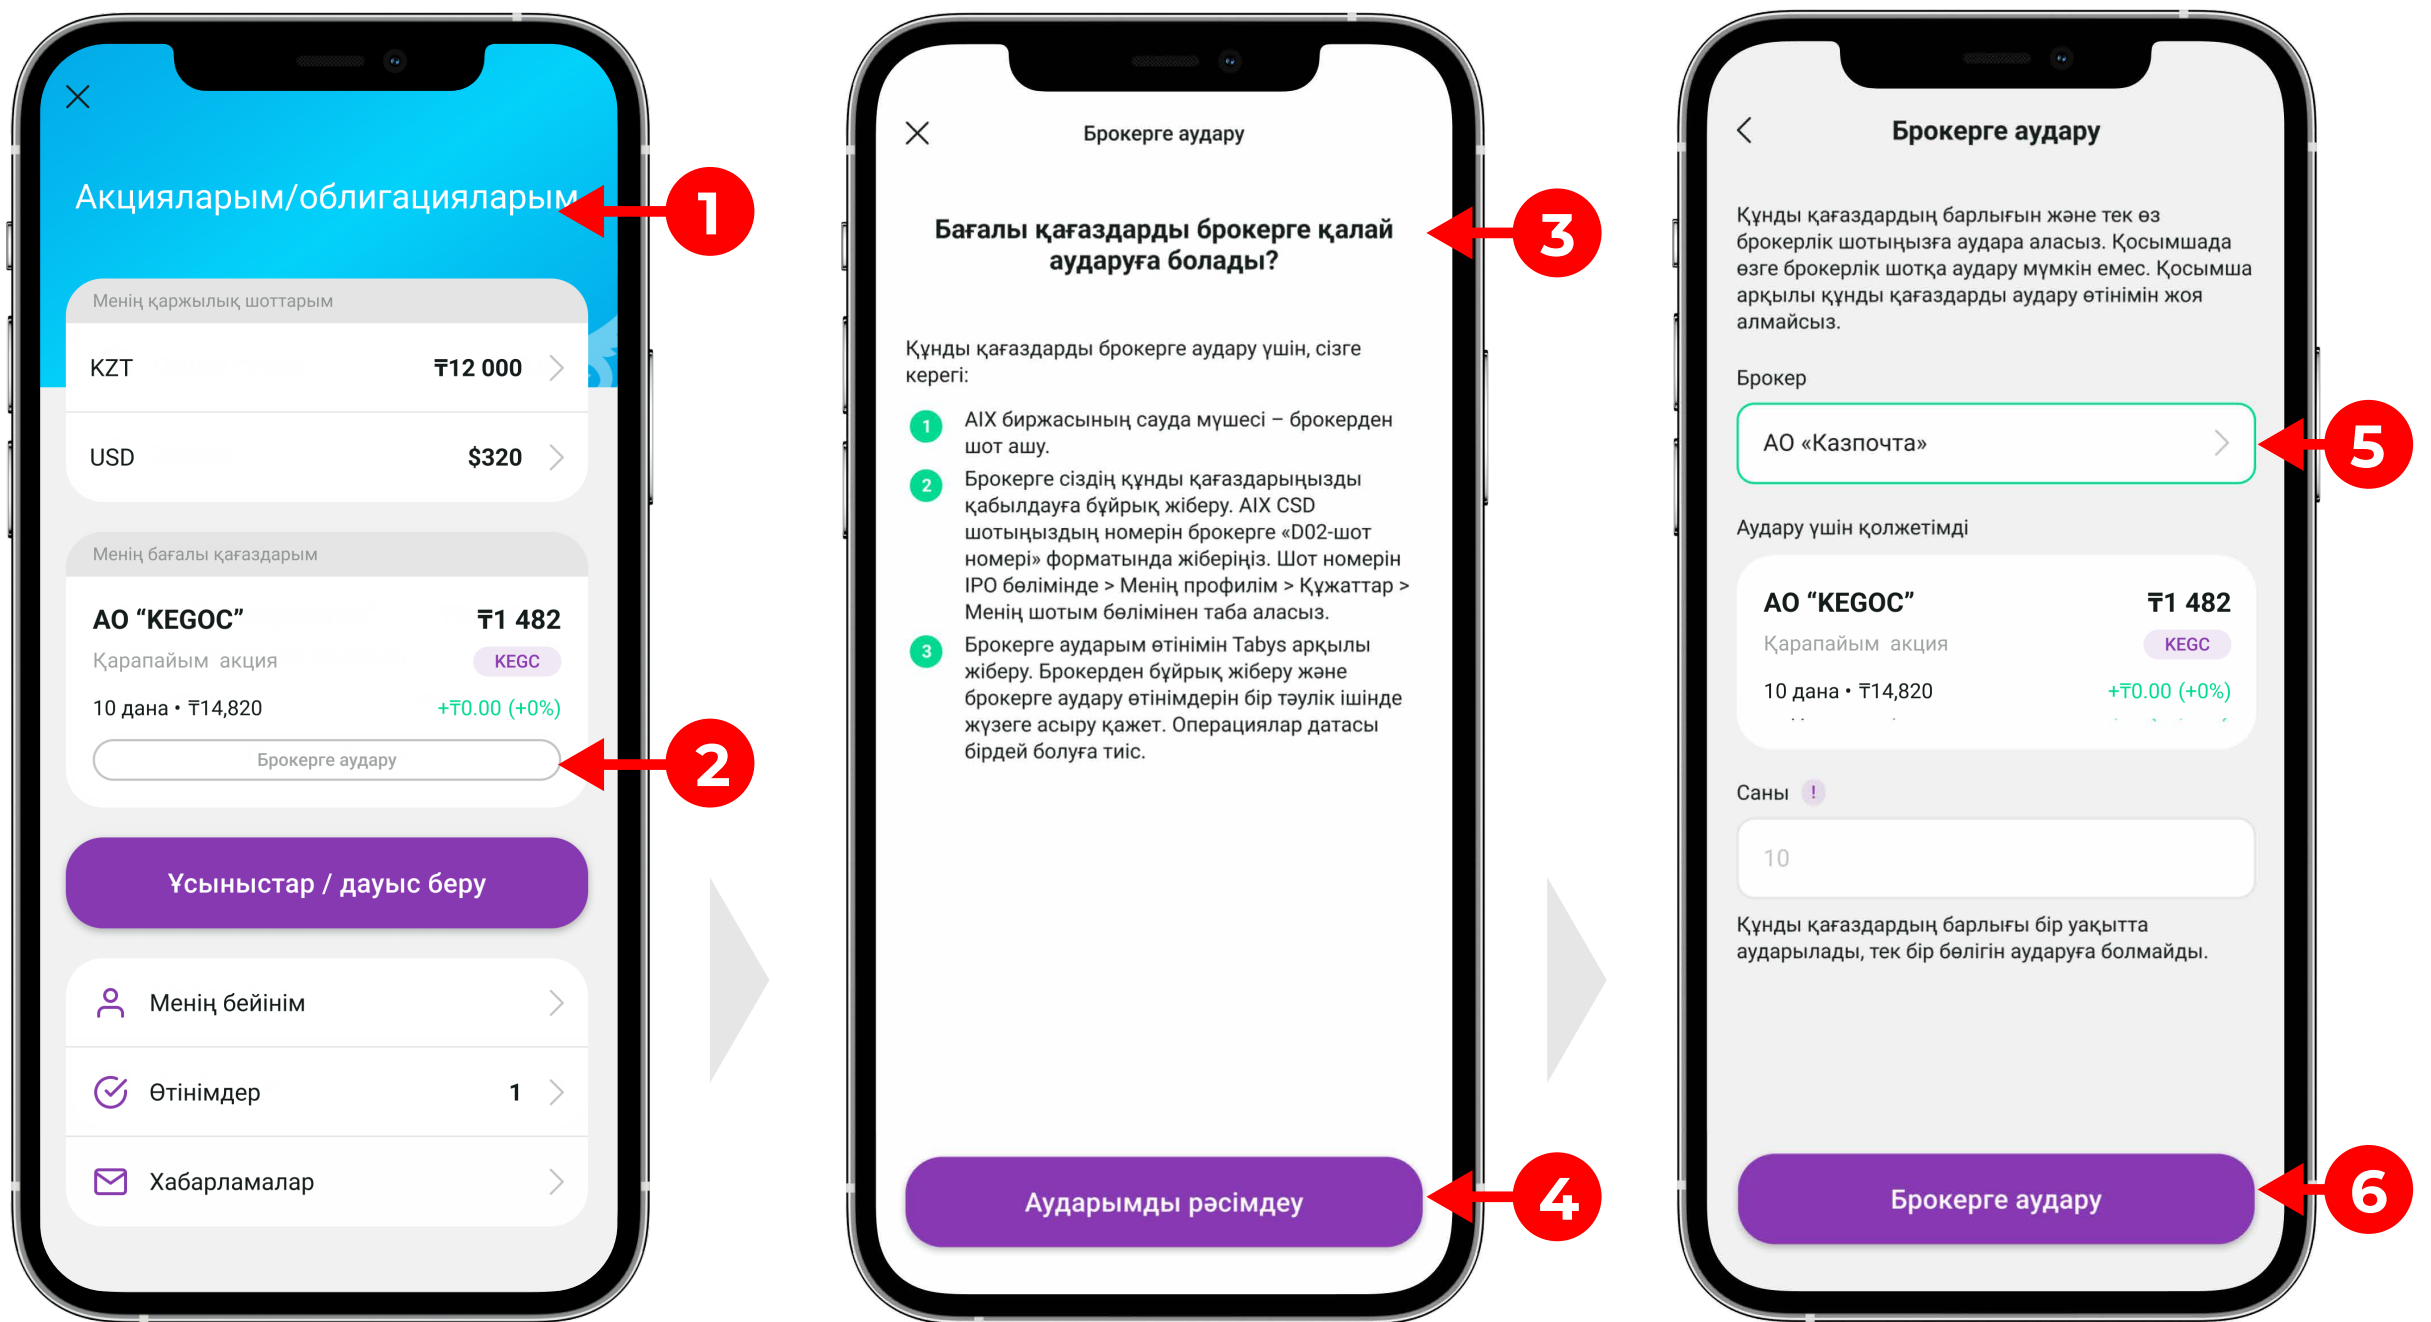 Акцияларым/облигацияларым
1
Менің қаржылық шоттарым
KZT ₸12 000
USD $320
Менің бағалы қағаздарым
АО “KEGOC” ₸1 482
Қарапайым акция KEGC
10 дана • ₸14,820 +₸0.00 (+0%)
Брокерге аудару
2
Ұсыныстар / дауыс беру
Менің бейінім
Өтінімдер 1
Хабарламалар
Брокерге аудару
Бағалы қағаздарды брокерге қалай
аударуға болады?
3
Құнды қағаздарды брокерге аудару үшін, сізге
керегі:
1 AIX биржасының сауда мүшесі – брокерден
шот ашу.
2 Брокерге сіздің құнды қағаздарыңызды
қабылдауға бұйрық жіберу. AIX CSD
шотыңыздың номерін брокерге «D02-шот
номері» форматында жіберіңіз. Шот номерін
IPO бөлімінде > Менің профилім > Құжаттар >
Менің шотым бөлімінен таба аласыз.
3 Брокерге аударым өтінімін Tabys арқылы
жіберу. Брокерден бұйрық жіберу және
брокерге аудару өтінімдерін бір тәулік ішінде
жүзеге асыру қажет. Операциялар датасы
бірдей болуға тиіс.
Аударымды рәсімдеу
4
Брокерге аудару
Құнды қағаздардың барлығын және тек өз
брокерлік шотыңызға аудара аласыз. Қосымшада
өзге брокерлік шотқа аудару мүмкін емес. Қосымша
арқылы құнды қағаздарды аудару өтінімін жоя
алмайсыз.
Брокер
АО «Казпочта»
5
Аудару үшін қолжетімді
АО “KEGOC” ₸1 482
Қарапайым акция KEGC
10 дана • ₸14,820 +₸0.00 (+0%)
Саны !
10
Құнды қағаздардың барлығы бір уақытта
аударылады, тек бір бөлігін аударуға болмайды.
Брокерге аудару
6